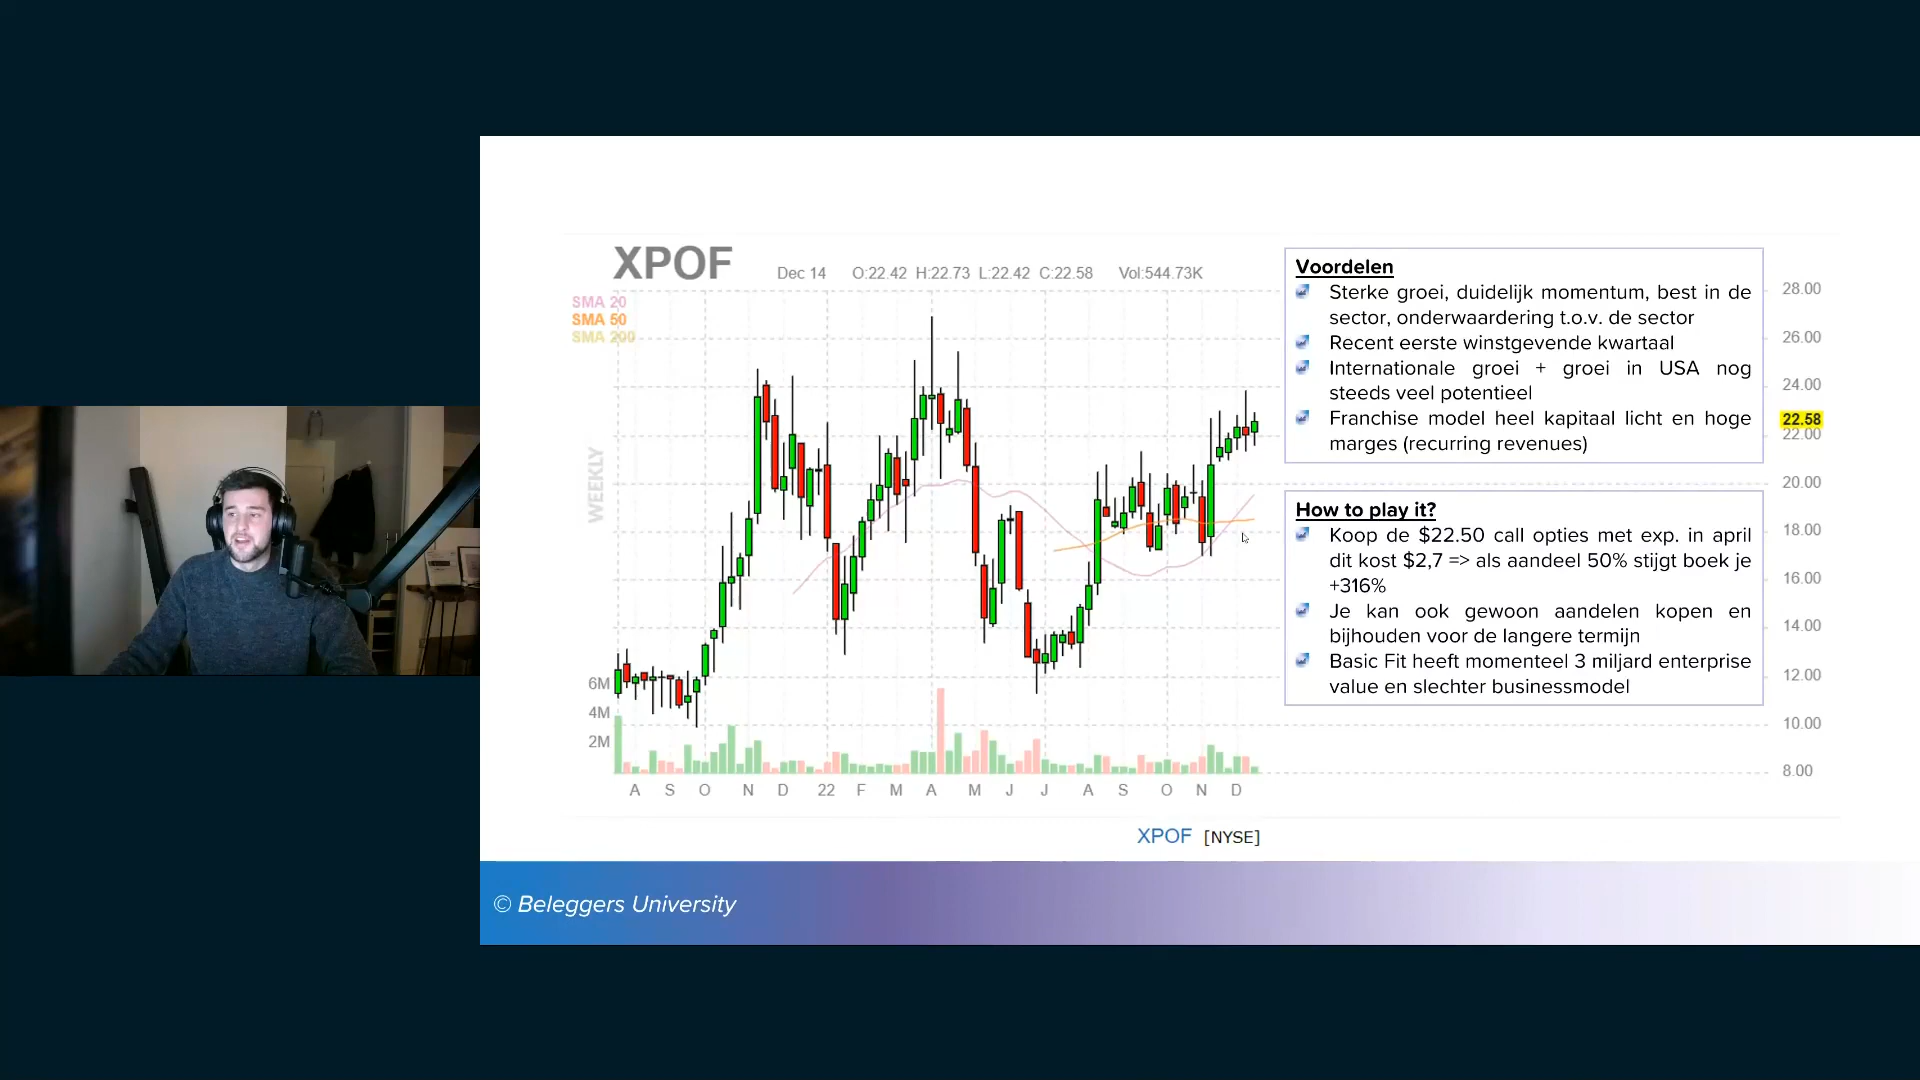 XPOF
Dec 14 O:22.42 H:22.73 L:22.42 C:22.58 Vol:544.73K
SMA 20
SMA 50
SMA 200
WEEKLY
6M
4M
2M
A S O N D 22 F M A M J J A S O N D
28.00
26.00
24.00
22.58
22.00
20.00
18.00
16.00
14.00
12.00
10.00
8.00
Voordelen
Sterke groei, duidelijk momentum, best in de
sector, onderwaardering t.o.v. de sector
Recent eerste winstgevende kwartaal
Internationale groei + groei in USA nog
steeds veel potentieel
Franchise model heel kapitaal licht en hoge
marges (recurring revenues)
How to play it?
Koop de $22.50 call opties met exp. in april
dit kost $2,7 => als aandeel 50% stijgt boek je
+316%
Je kan ook gewoon aandelen kopen en
bijhouden voor de langere termijn
Basic Fit heeft momenteel 3 miljard enterprise
value en slechter businessmodel
XPOF [NYSE]
© Beleggers University